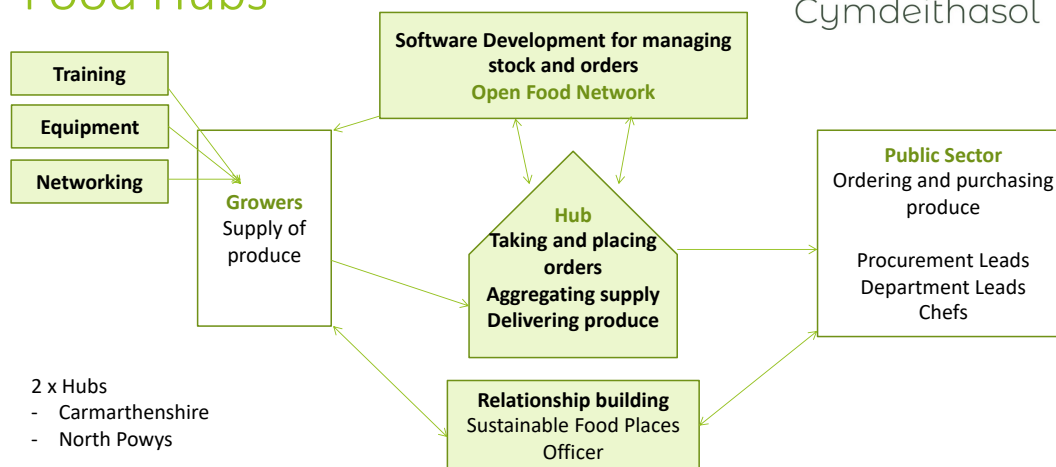 Food Hubs
Cymdeithasol
Training
Equipment
Networking
Software Development for managing
stock and orders
Open Food Network
Growers
Supply of
produce
Hub
Taking and placing
orders
Aggregating supply
Delivering produce
Public Sector
Ordering and purchasing
produce
Procurement Leads
Department Leads
Chefs
Relationship building
Sustainable Food Places
Officer
2 x Hubs
- Carmarthenshire
- North Powys